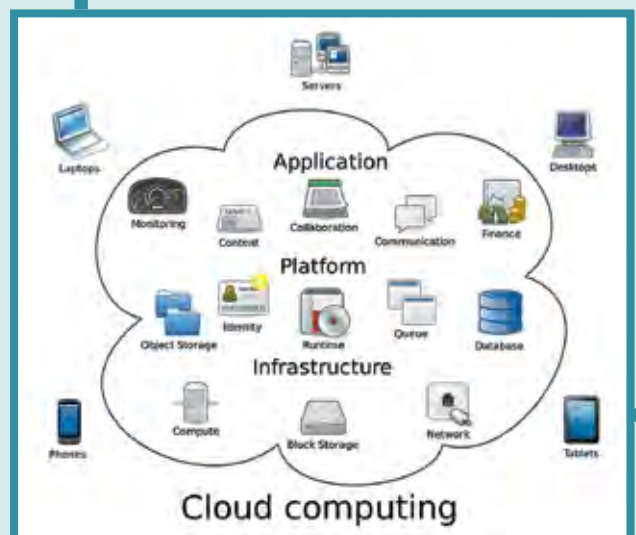 Servers
Laptops
Desktops
Application
Monitoring
Content
Collaboration
Communication
Finance
Platform
Object Storage
Identity
Runtime
Queue
Database
Infrastructure
Compute
Block Storage
Network
Phones
Tablets
Cloud computing